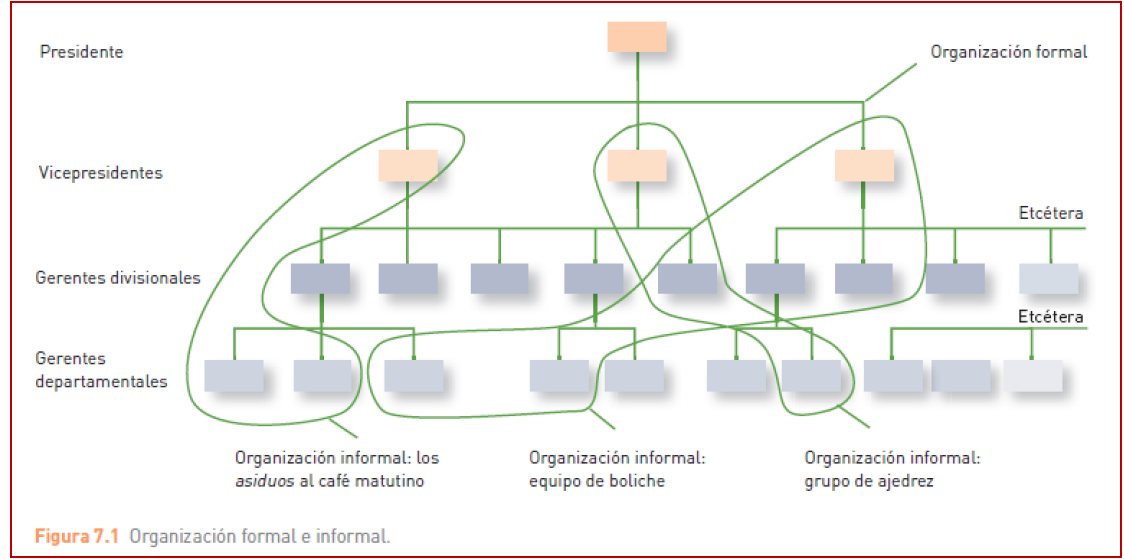 Presidente
Organización formal
Vicepresidentes
Etcétera
Gerentes divisionales
Etcétera
Gerentes
departamentales
Organización informal: los
asiduos al café matutino
Organización informal:
equipo de boliche
Organización informal:
grupo de ajedrez
Figura 7.1 Organización formal e informal.